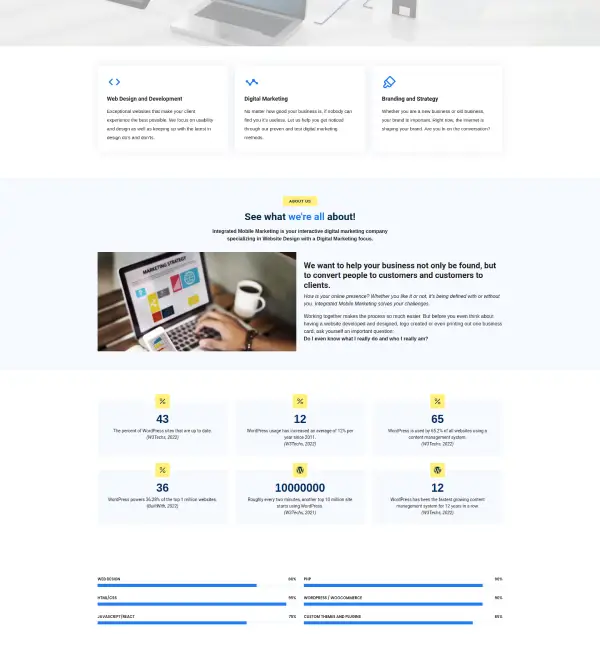 Web Design and Development
Exceptional websites that make your client
experience the best possible. We focus on usability
and design as well as keeping up with the latest in
design do's and don'ts.
Digital Marketing
No matter how good your business is, if nobody can
find you it's useless. Let us help you get noticed
through our proven and test digital marketing
methods.
Branding and Strategy
Whether you are a new business or old business,
your brand is important. Right now, the internet is
shaping your brand. Are you in on the conversation?
ABOUT US
See what we're all about!
Integrated Mobile Marketing is your interactive digital marketing company
specializing in Website Design with a Digital Marketing focus.
MARKETING STRATEGY
We want to help your business not only be found, but
to convert people to customers and customers to
clients.
How is your online presence? Whether you like it or not, it's being defined with or without
you. Integrated Mobile Marketing solves your challenges.
Working together makes the process so much easier. But before you even think about
having a website developed and designed, logo created or even printing out one business
card, ask yourself an important question:
Do I even know what I really do and who I really am?
43
The percent of WordPress sites that are up to date.
(W3Techs, 2022)
12
WordPress usage has increased an average of 12% per
year since 2011.
(W3Techs, 2022)
65
WordPress is used by 65.2% of all websites using a
content management system.
(W3Techs, 2022)
36
WordPress powers 36.28% of the top 1 million websites.
(BuiltWith, 2022)
10000000
Roughly every two minutes, another top 10 million site
starts using WordPress.
(W3Techs, 2021)
12
WordPress has been the fastest growing content
management system for 12 years in a row.
(W3Techs, 2022)
WEB DESIGN
PHP 90%
HTML/CSS 95%
WORDPRESS / WOOCOMMERCE 90%
JAVASCRIPT/REACT 75%
CUSTOM THEMES AND PLUGINS 85%